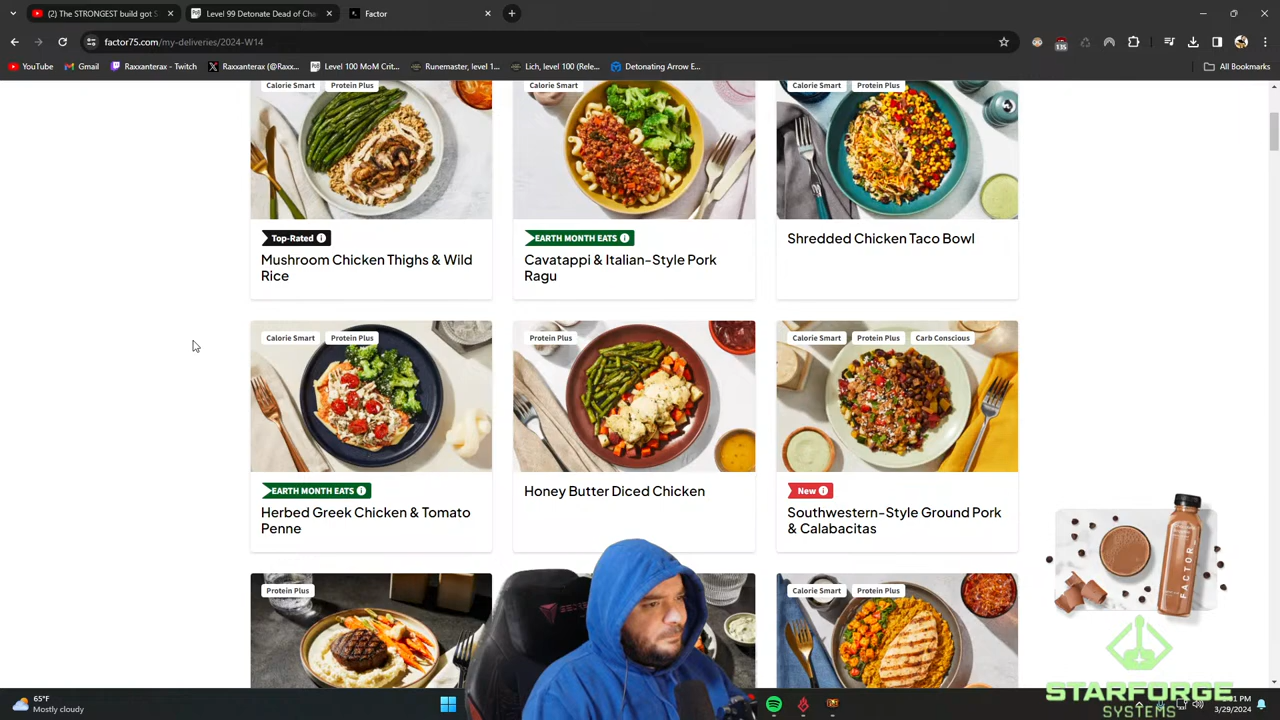 (2) The STRONGEST build got S
Level 99 Detonate Dead of Cha
Factor
factor75.com/my-deliveries/2024-W14
135
YouTube
Gmail
Raxxanterax - Twitch
Raxxanterax (@Raxx...
Level 100 MoM Crit...
Runemaster, level 1...
Lich, level 100 (Rele...
Detonating Arrow E...
All Bookmarks
Calorie Smart
Protein Plus
Calorie Smart
Calorie Smart
Protein Plus
Top-Rated
EARTH MONTH EATS
Shredded Chicken Taco Bowl
Mushroom Chicken Thighs & Wild
Rice
Cavatappi & Italian-Style Pork
Ragu
Calorie Smart
Protein Plus
Protein Plus
Calorie Smart
Protein Plus
Carb Conscious
EARTH MONTH EATS
Honey Butter Diced Chicken
New
Herbed Greek Chicken & Tomato
Penne
Southwestern-Style Ground Pork
& Calabacitas
Protein Plus
Calorie Smart
Protein Plus
FACTOR_
STARFORGE
SYSTEMS
65°F
Mostly cloudy
3/29/2024